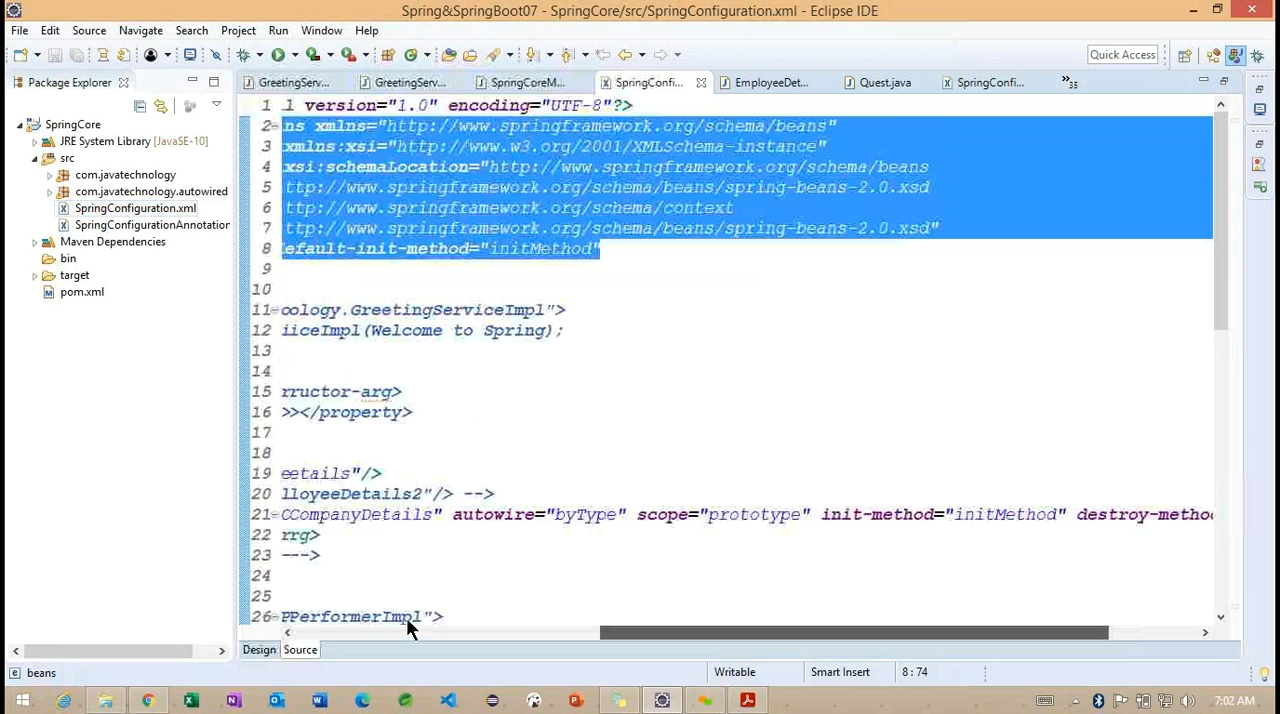 Spring&SpringBoot07 - SpringCore/src/SpringConfiguration.xml - Eclipse IDE
File Edit Source Navigate Search Project Run Window Help
Quick Access
Package Explorer
GreetingServ... GreetingServ... SpringCoreM... SpringConfi... EmployeeDet... Quest.java SpringConfi... »35
SpringCore
JRE System Library [JavaSE-10]
src
com.javatechnology
com.javatechnology.autowired
SpringConfiguration.xml
SpringConfigurationAnnotation
Maven Dependencies
bin
target
pom.xml
1 l version="1.0" encoding="UTF-8"?>
2 ns xmlns="http://www.springframework.org/schema/beans"
3 xmlns:xsi="http://www.w3.org/2001/XMLSchema-instance"
4 xsi:schemaLocation="http://www.springframework.org/schema/beans
5 ttp://www.springframework.org/schema/beans/spring-beans-2.0.xsd
6 ttp://www.springframework.org/schema/context
7 ttp://www.springframework.org/schema/beans/spring-beans-2.0.xsd"
8 efault-init-method="initMethod"
9
10
11 ology.GreetingServiceImpl">
12 iiceImpl(Welcome to Spring);
13
14
15 rructor-arg>
16 >></property>
17
18
19 eetails"/>
20 lloyeeDetails2"/> -->
21 CCompanyDetails" autowire="byType" scope="prototype" init-method="initMethod" destroy-metho
22 rrg>
23 --->
24
25
26 PPerformerImpl">
Design Source
beans
Writable Smart Insert 8 : 74
7:02 AM